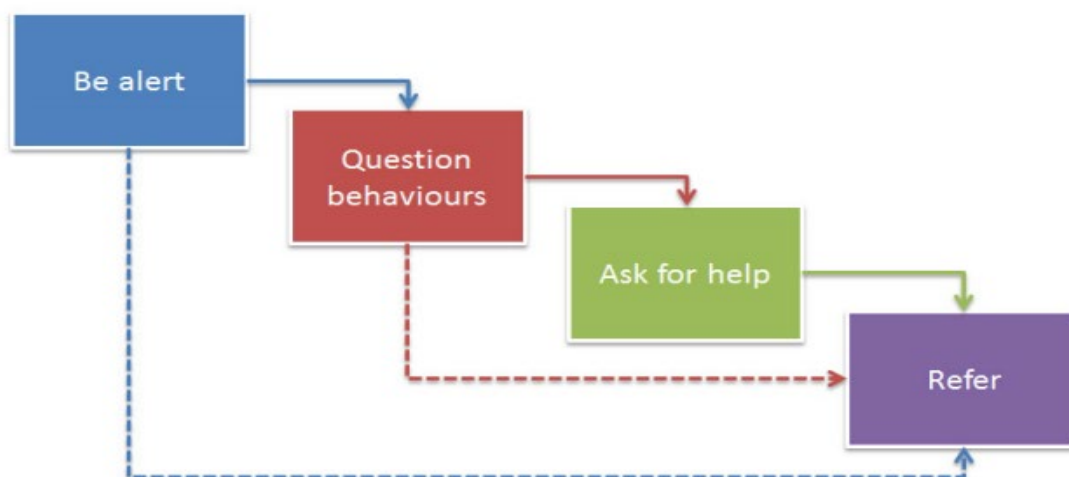 Be alert
Question
behaviours
Ask for help
Refer